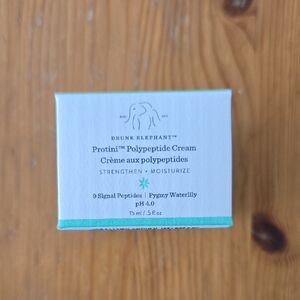 DRUNK ELEPHANT™
Protini™ Polypeptide Cream
Crème aux polypeptides
STRENGTHEN • MOISTURIZE
9 Signal Peptides | Pygmy Waterlily
pH 4.0
15 ml / .5 fl oz